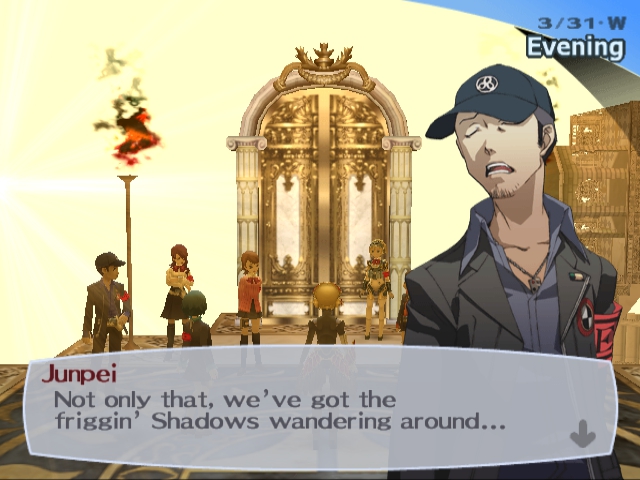 3/31・W
Evening
Junpei
Not only that, we've got the
friggin' Shadows wandering around...